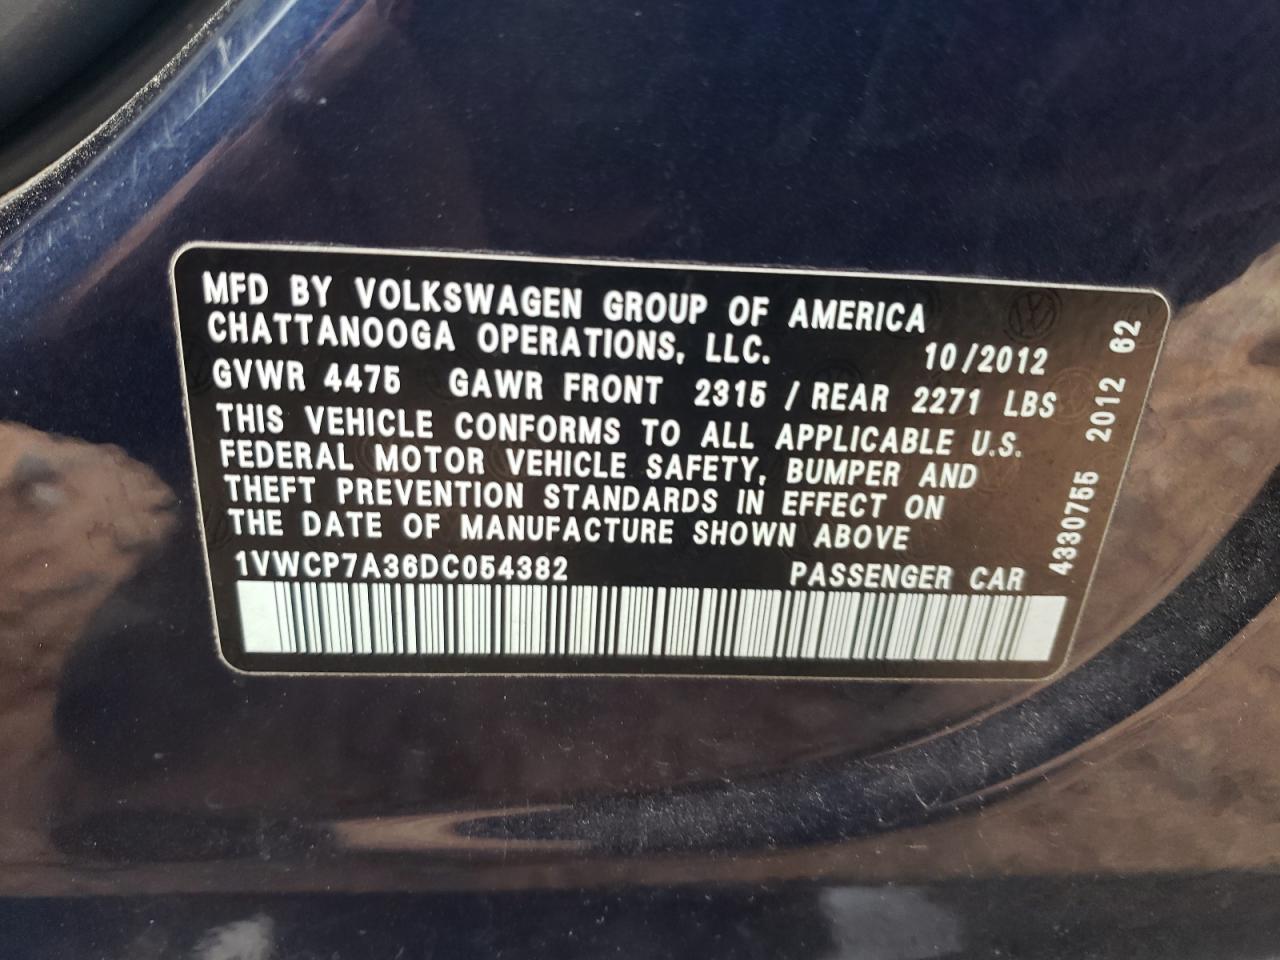 MFD BY VOLKSWAGEN GROUP OF AMERICA
CHATTANOOGA OPERATIONS, LLC. 10/2012
GVWR 4475 GAWR FRONT 2315 / REAR 2271 LBS
THIS VEHICLE CONFORMS TO ALL APPLICABLE U.S.
FEDERAL MOTOR VEHICLE SAFETY, BUMPER AND
THEFT PREVENTION STANDARDS IN EFFECT ON
THE DATE OF MANUFACTURE SHOWN ABOVE
1VWCP7A36DC054382 PASSENGER CAR
4330755 2012 62